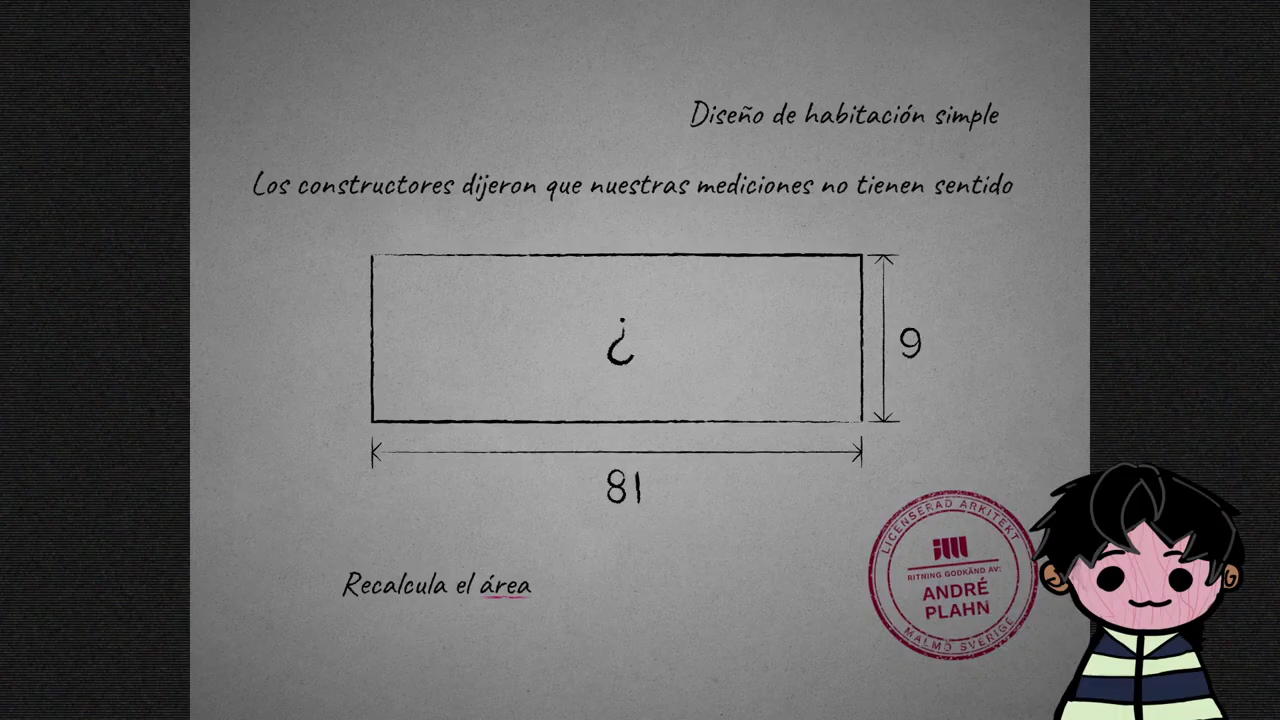 Diseño de habitación simple
Los constructores dijeron que nuestras mediciones no tienen sentido
¿
9
81
Recalcula el área
LICENSERAD ARKITEKT
RITNING GODKÄND AV:
ANDRÉ
PLAHN
MALMÖ SVERIGE